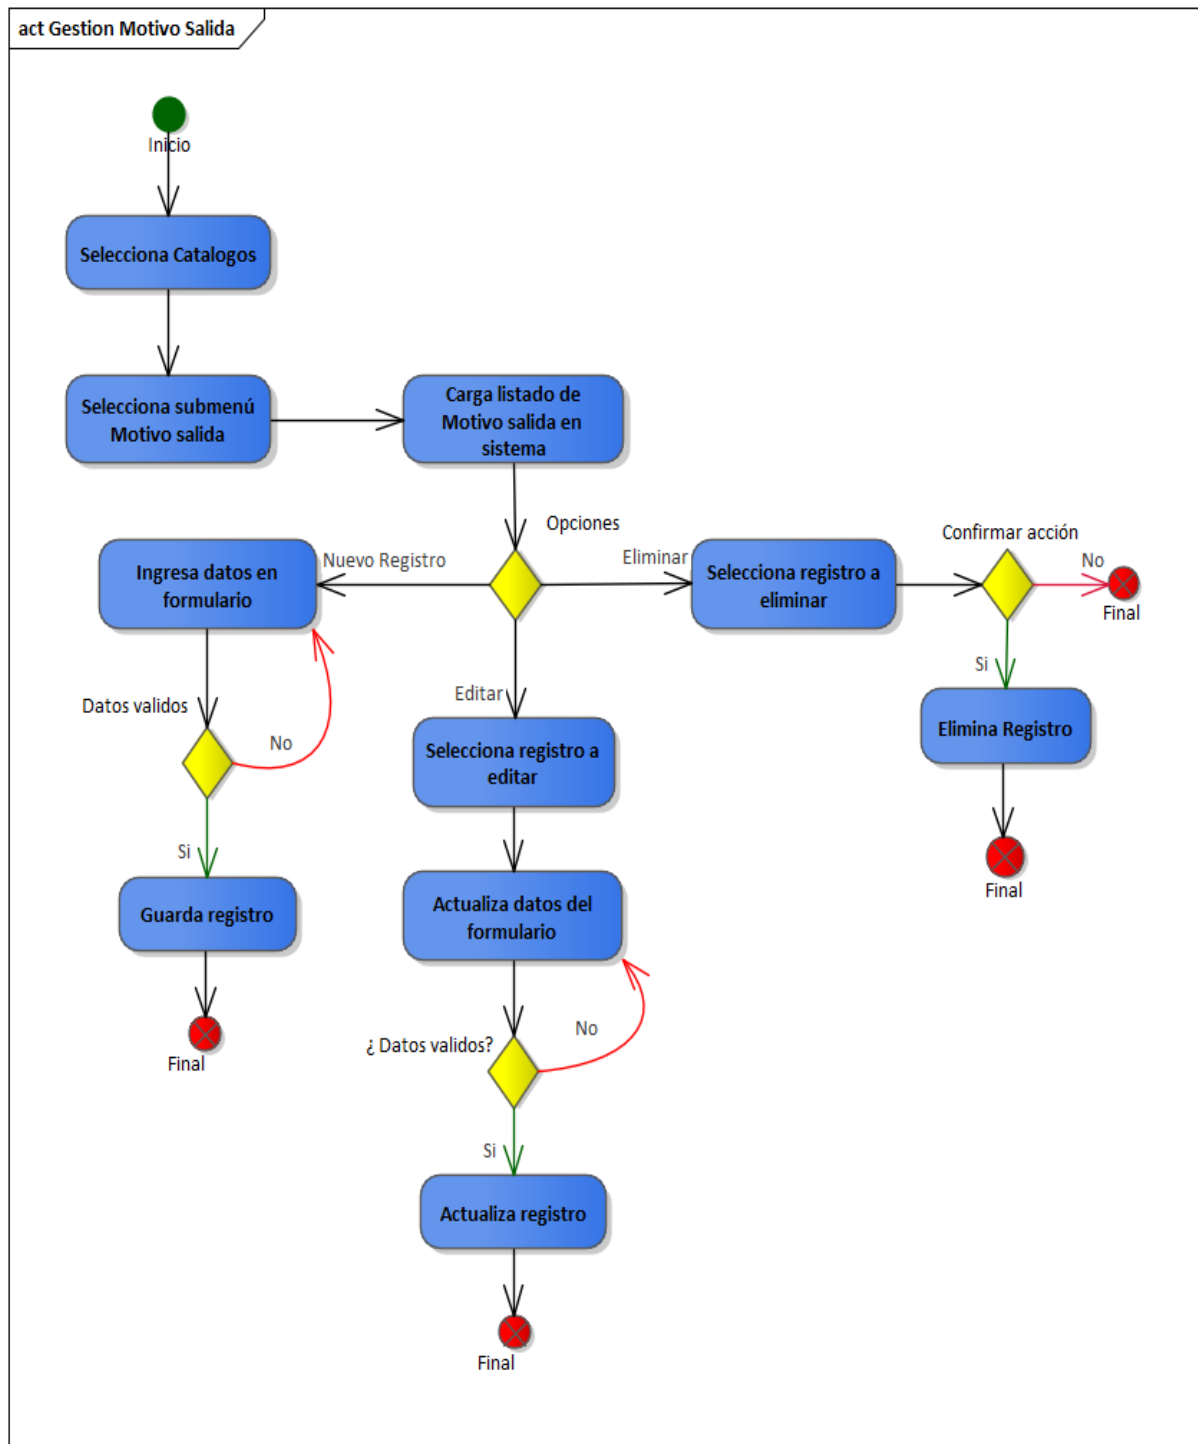 act Gestion Motivo Salida
Inicio
Selecciona Catalogos
Selecciona submenú
Motivo salida
Carga listado de
Motivo salida en
sistema
Opciones
Nuevo Registro
Eliminar
Editar
Ingresa datos en
formulario
Datos validos
No
Si
Guarda registro
Final
Selecciona registro a
editar
Actualiza datos del
formulario
¿ Datos validos?
No
Si
Actualiza registro
Final
Selecciona registro a
eliminar
Confirmar acción
No
Final
Si
Elimina Registro
Final